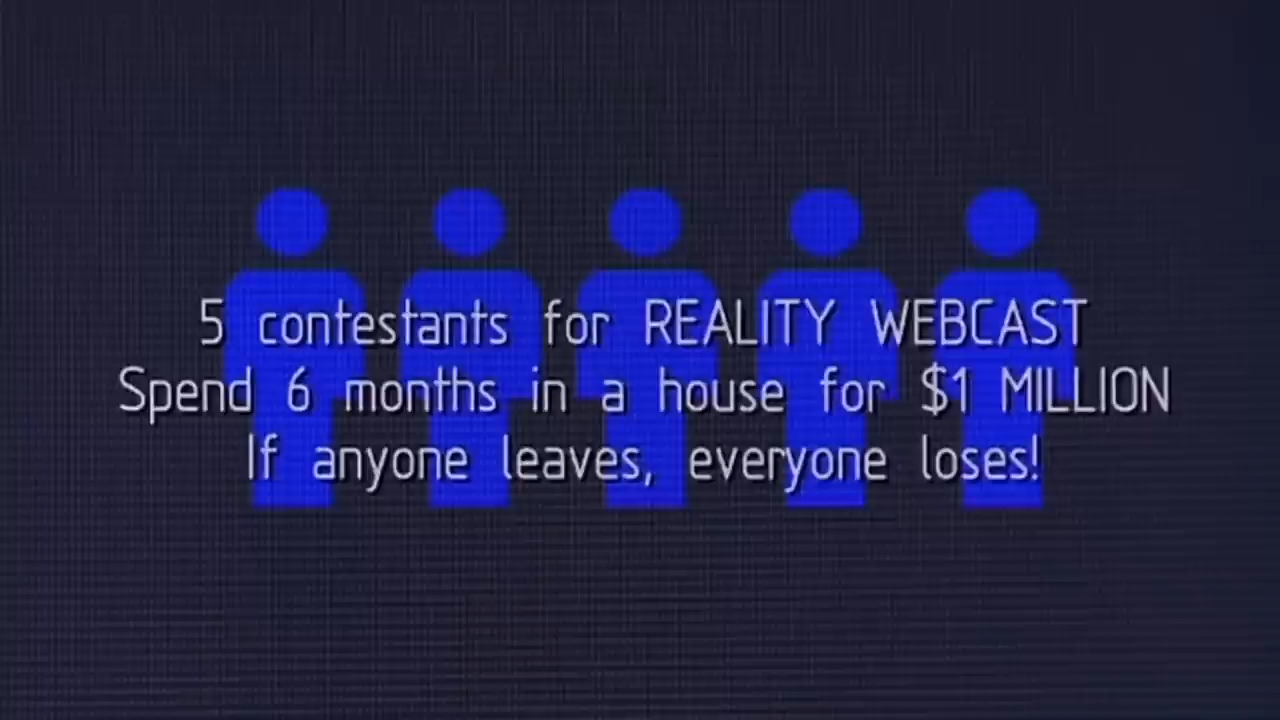 5 contestants for REALITY WEBCAST
Spend 6 months in a house for $1 MILLION
If anyone leaves, everyone loses!